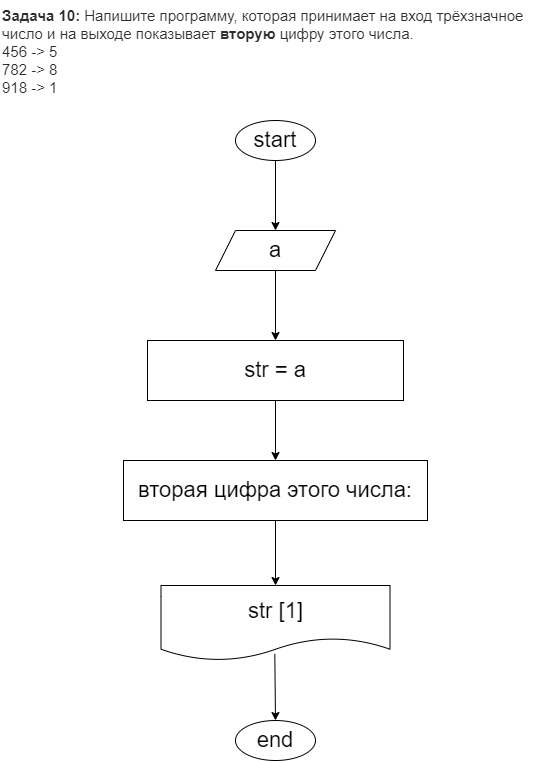 Задача 10: Напишите программу, которая принимает на вход трёхзначное
число и на выходе показывает вторую цифру этого числа.
456 -> 5
782 -> 8
918 -> 1
start
a
str = a
вторая цифра этого числа:
str [1]
end